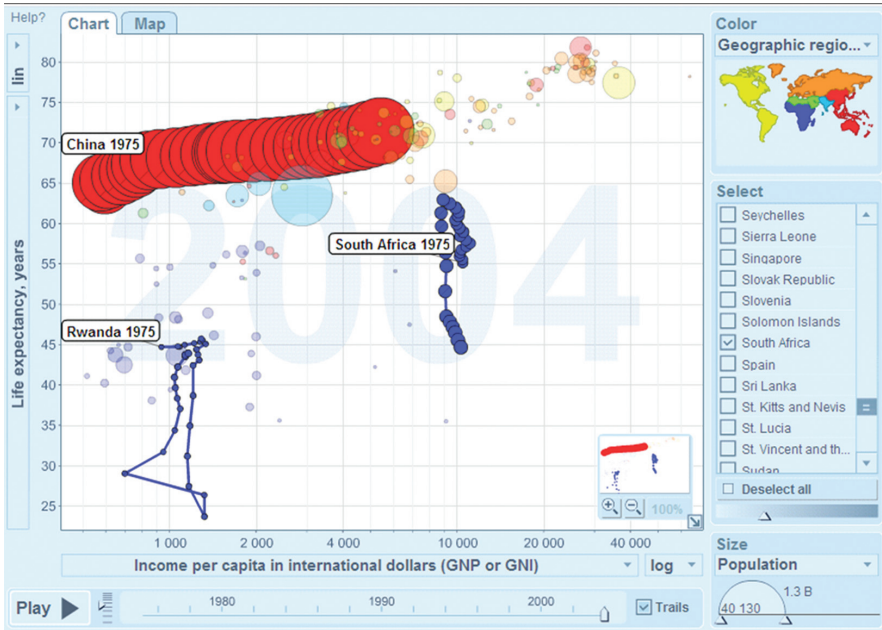 Help?
Chart
Map
lin
Life expectancy, years
80
75
70
65
60
55
50
45
40
35
30
25
2004
China 1975
South Africa 1975
Rwanda 1975
100%
1 000
2 000
4 000
10 000
20 000
40 000
Income per capita in international dollars (GNP or GNI)
log
Play
1980
1990
2000
Trails
Color
Geographic regio...
Select
Seychelles
Sierra Leone
Singapore
Slovak Republic
Slovenia
Solomon Islands
South Africa
Spain
Sri Lanka
St. Kitts and Nevis
St. Lucia
St. Vincent and th...
Sudan
Deselect all
Size
Population
1.3 B
40 130